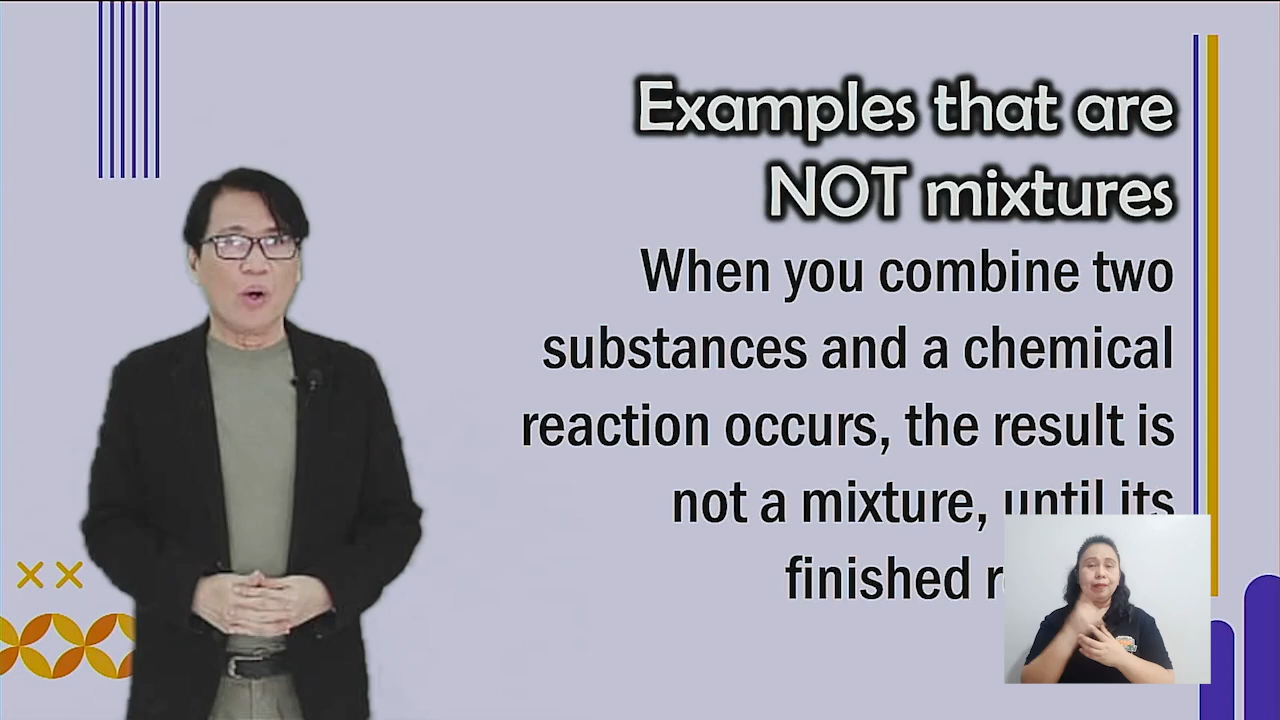 Examples that are
NOT mixtures
When you combine two
substances and a chemical
reaction occurs, the result is
not a mixture, until its
finished